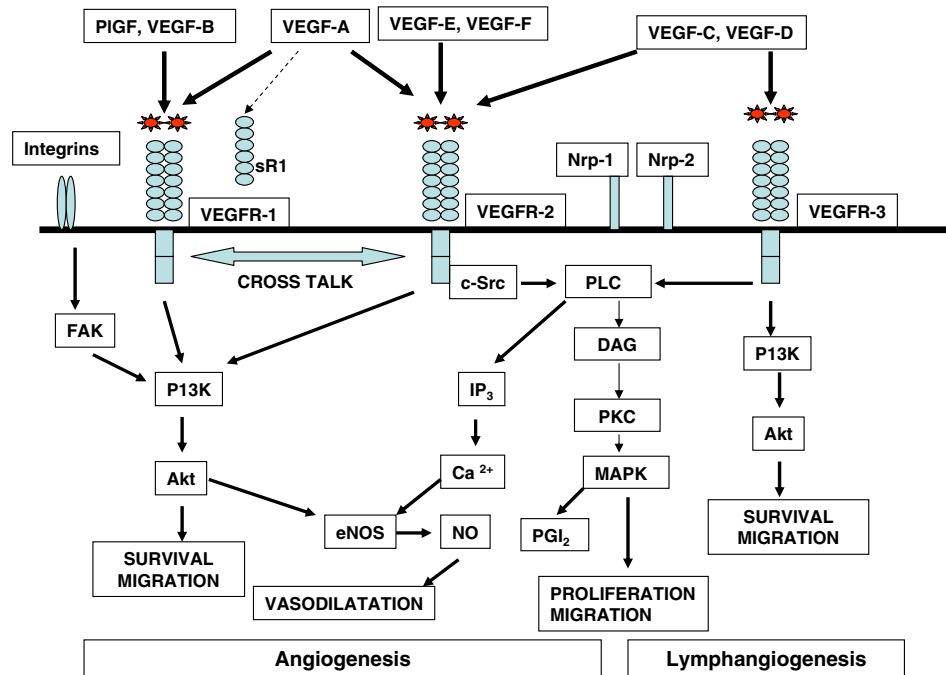 PlGF, VEGF-B
VEGF-A
VEGF-E, VEGF-F
VEGF-C, VEGF-D
Integrins
sR1
Nrp-1
Nrp-2
VEGFR-1
VEGFR-2
VEGFR-3
CROSS TALK
c-Src
PLC
FAK
DAG
P13K
P13K
IP3
PKC
Akt
Akt
Ca 2+
MAPK
eNOS
NO
PGI2
SURVIVAL
MIGRATION
SURVIVAL
MIGRATION
VASODILATATION
PROLIFERATION
MIGRATION
Angiogenesis
Lymphangiogenesis